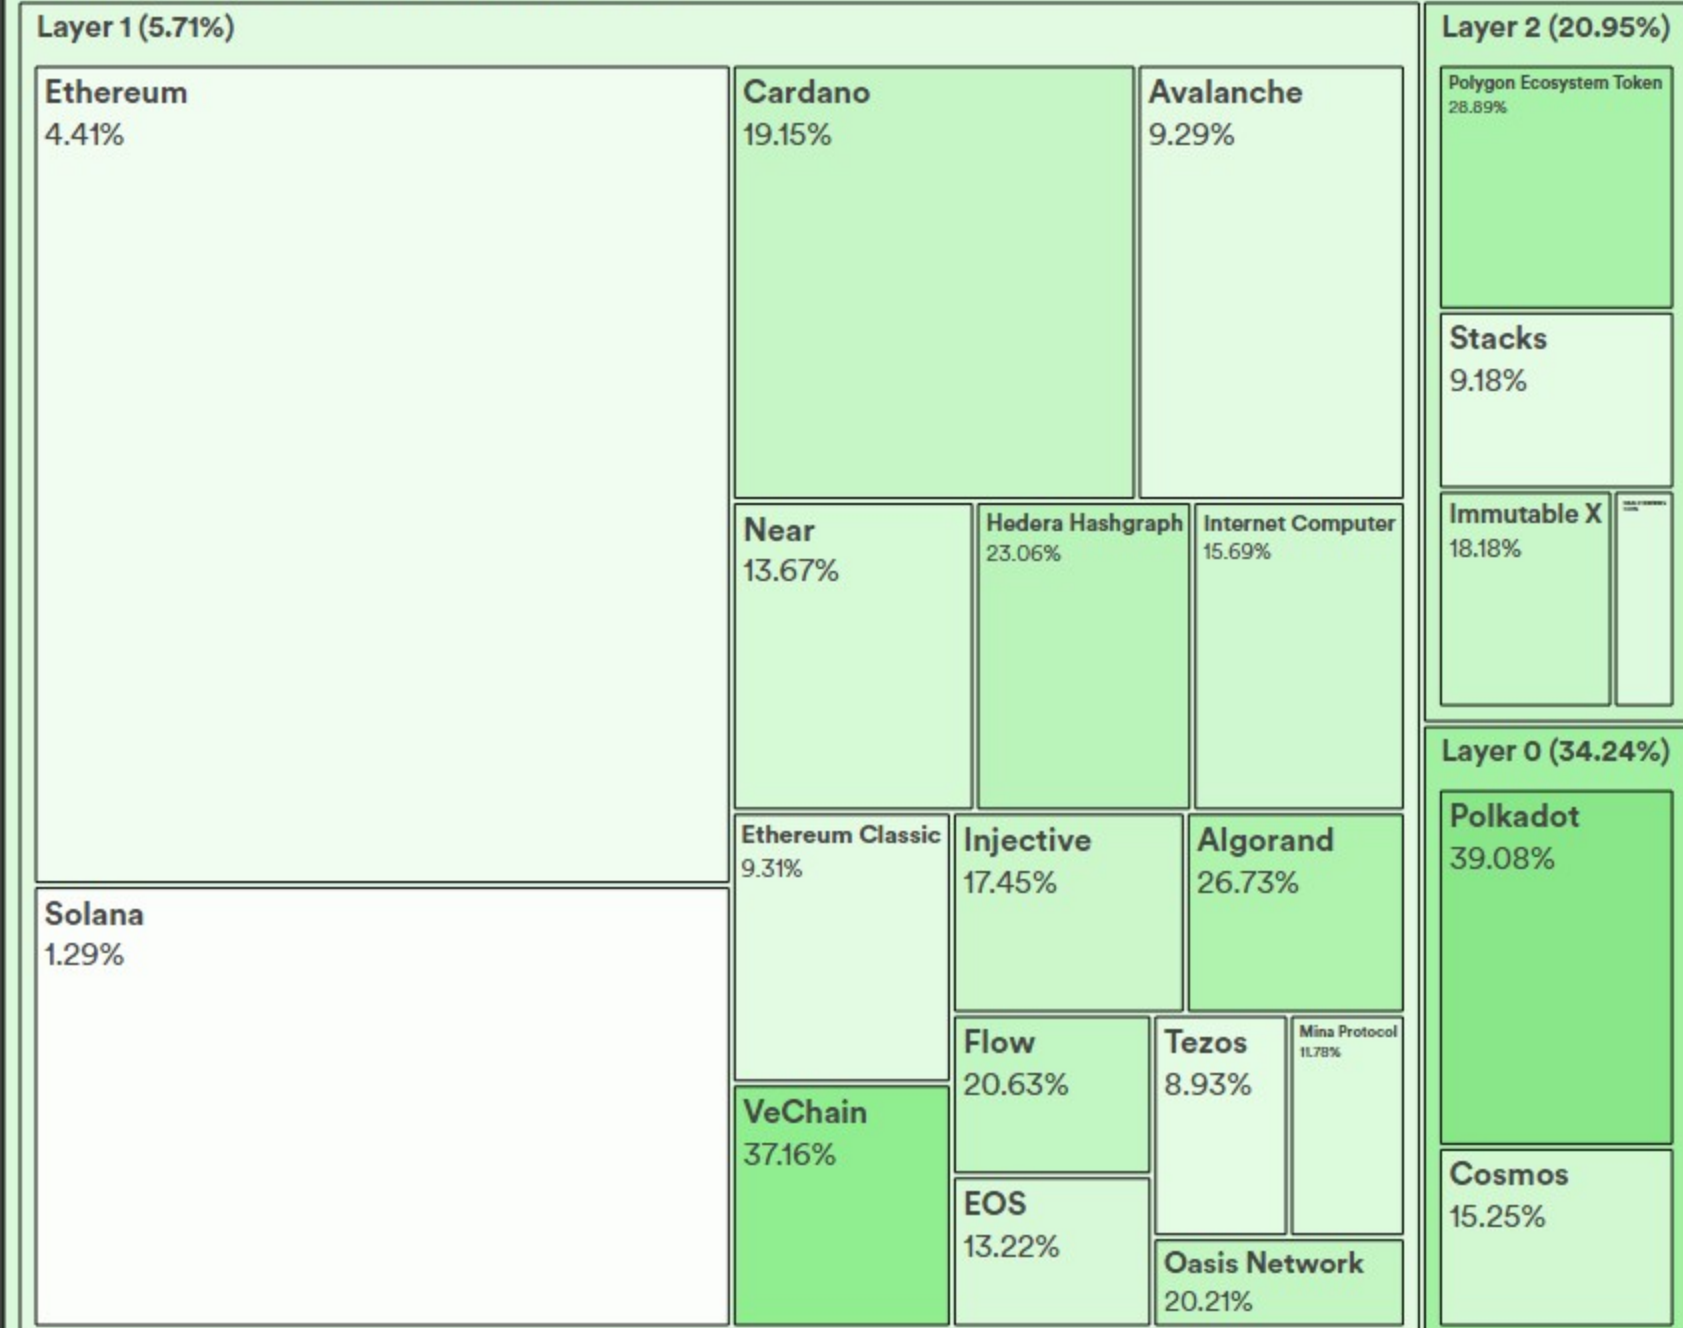 Layer 1 (5.71%)
Ethereum
4.41%
Solana
1.29%
Cardano
19.15%
Avalanche
9.29%
Near
13.67%
Hedera Hashgraph
23.06%
Internet Computer
15.69%
Ethereum Classic
9.31%
VeChain
37.16%
Injective
17.45%
Algorand
26.73%
Flow
20.63%
EOS
13.22%
Tezos
8.93%
Mina Protocol
11.78%
Oasis Network
20.21%
Layer 2 (20.95%)
Polygon Ecosystem Token
28.89%
Stacks
9.18%
Immutable X
18.18%
Layer 0 (34.24%)
Polkadot
39.08%
Cosmos
15.25%